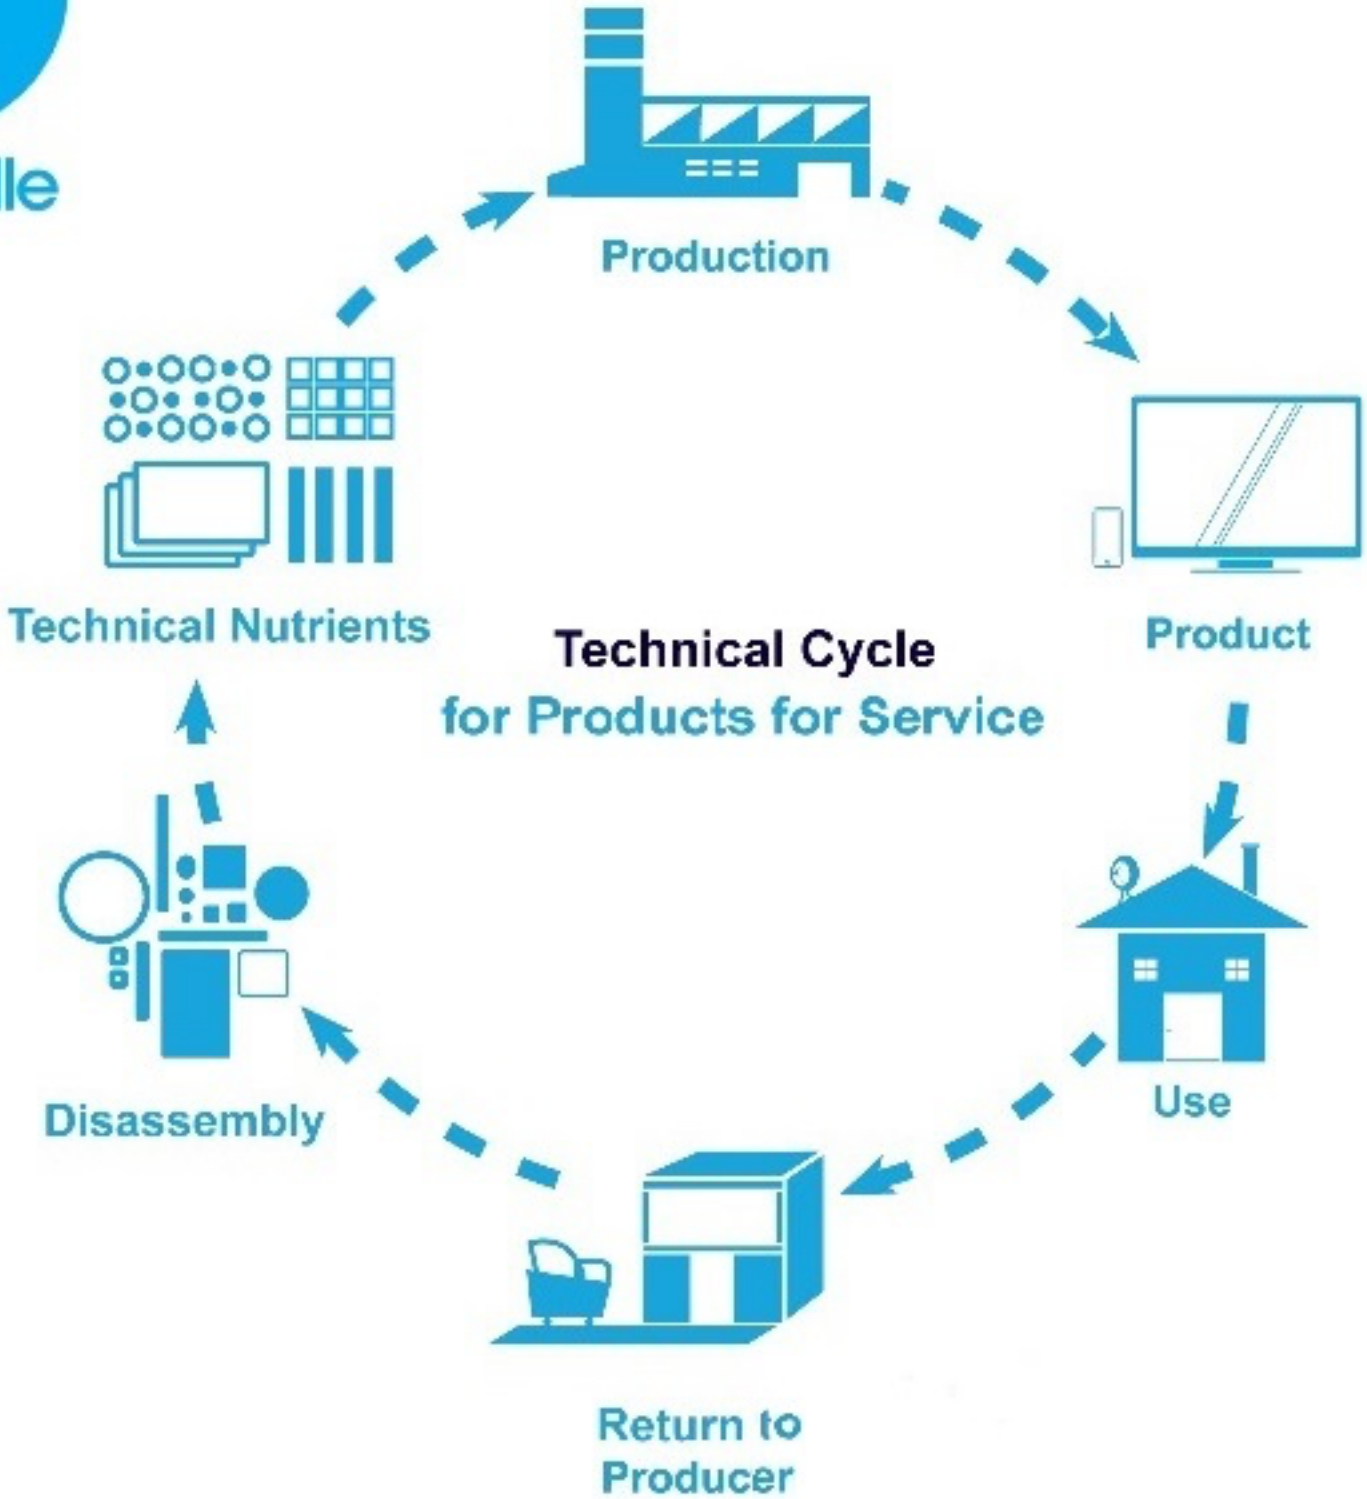 Production
Technical Nutrients
Product
Technical Cycle
for Products for Service
Use
Disassembly
Return to
Producer